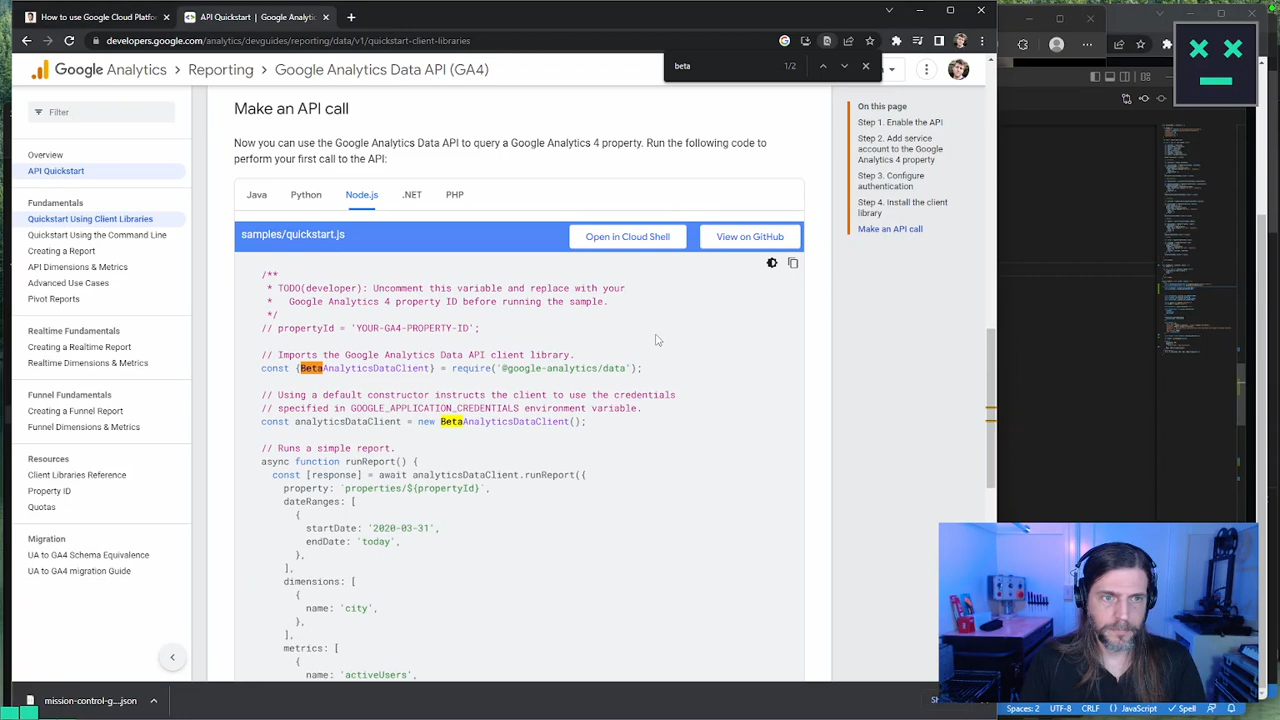 How to use Google Cloud Platfo
API Quickstart | Google Analytic
developers.google.com/analytics/devguides/reporting/data/v1/quickstart-client-libraries
beta
1/2
Google Analytics > Reporting > Google Analytics Data API (GA4)
Filter
Overview
API Quickstart
Fundamentals
Quickstart Using Client Libraries
Quickstart Using the Command Line
Creating a Report
API Dimensions & Metrics
Advanced Use Cases
Pivot Reports
Realtime Fundamentals
Creating a Realtime Report
Realtime Dimensions & Metrics
Funnel Fundamentals
Creating a Funnel Report
Funnel Dimensions & Metrics
Resources
Client Libraries Reference
Property ID
Quotas
Migration
UA to GA4 Schema Equivalence
UA to GA4 migration Guide
Make an API call
Now you can use the Google Analytics Data API to query a Google Analytics 4 property. Run the following code to
perform your first call to the API:
Java
Python
Node.js
.NET
PHP
samples/quickstart.js
Open in Cloud Shell
View on GitHub
/**
* TODO(developer): Uncomment this variable and replace with your
*   Google Analytics 4 property ID before running the sample.
*/
// propertyId = 'YOUR-GA4-PROPERTY-ID';
// Imports the Google Analytics Data API client library.
const {BetaAnalyticsDataClient} = require('@google-analytics/data');
// Using a default constructor instructs the client to use the credentials
// specified in GOOGLE_APPLICATION_CREDENTIALS environment variable.
const analyticsDataClient = new BetaAnalyticsDataClient();
// Runs a simple report.
async function runReport() {
const [response] = await analyticsDataClient.runReport({
property: `properties/${propertyId}`,
dateRanges: [
{
startDate: '2020-03-31',
endDate: 'today',
},
],
dimensions: [
{
name: 'city',
},
],
metrics: [
{
name: 'activeUsers',
On this page
Step 1. Enable the API
Step 2. Add service
account to the Google
Analytics 4 property
Step 3. Configure
authentication
Step 4. Install the client
library
Make an API call
mission-control-g....json
Spaces: 2
UTF-8
CRLF
{} JavaScript
Spell